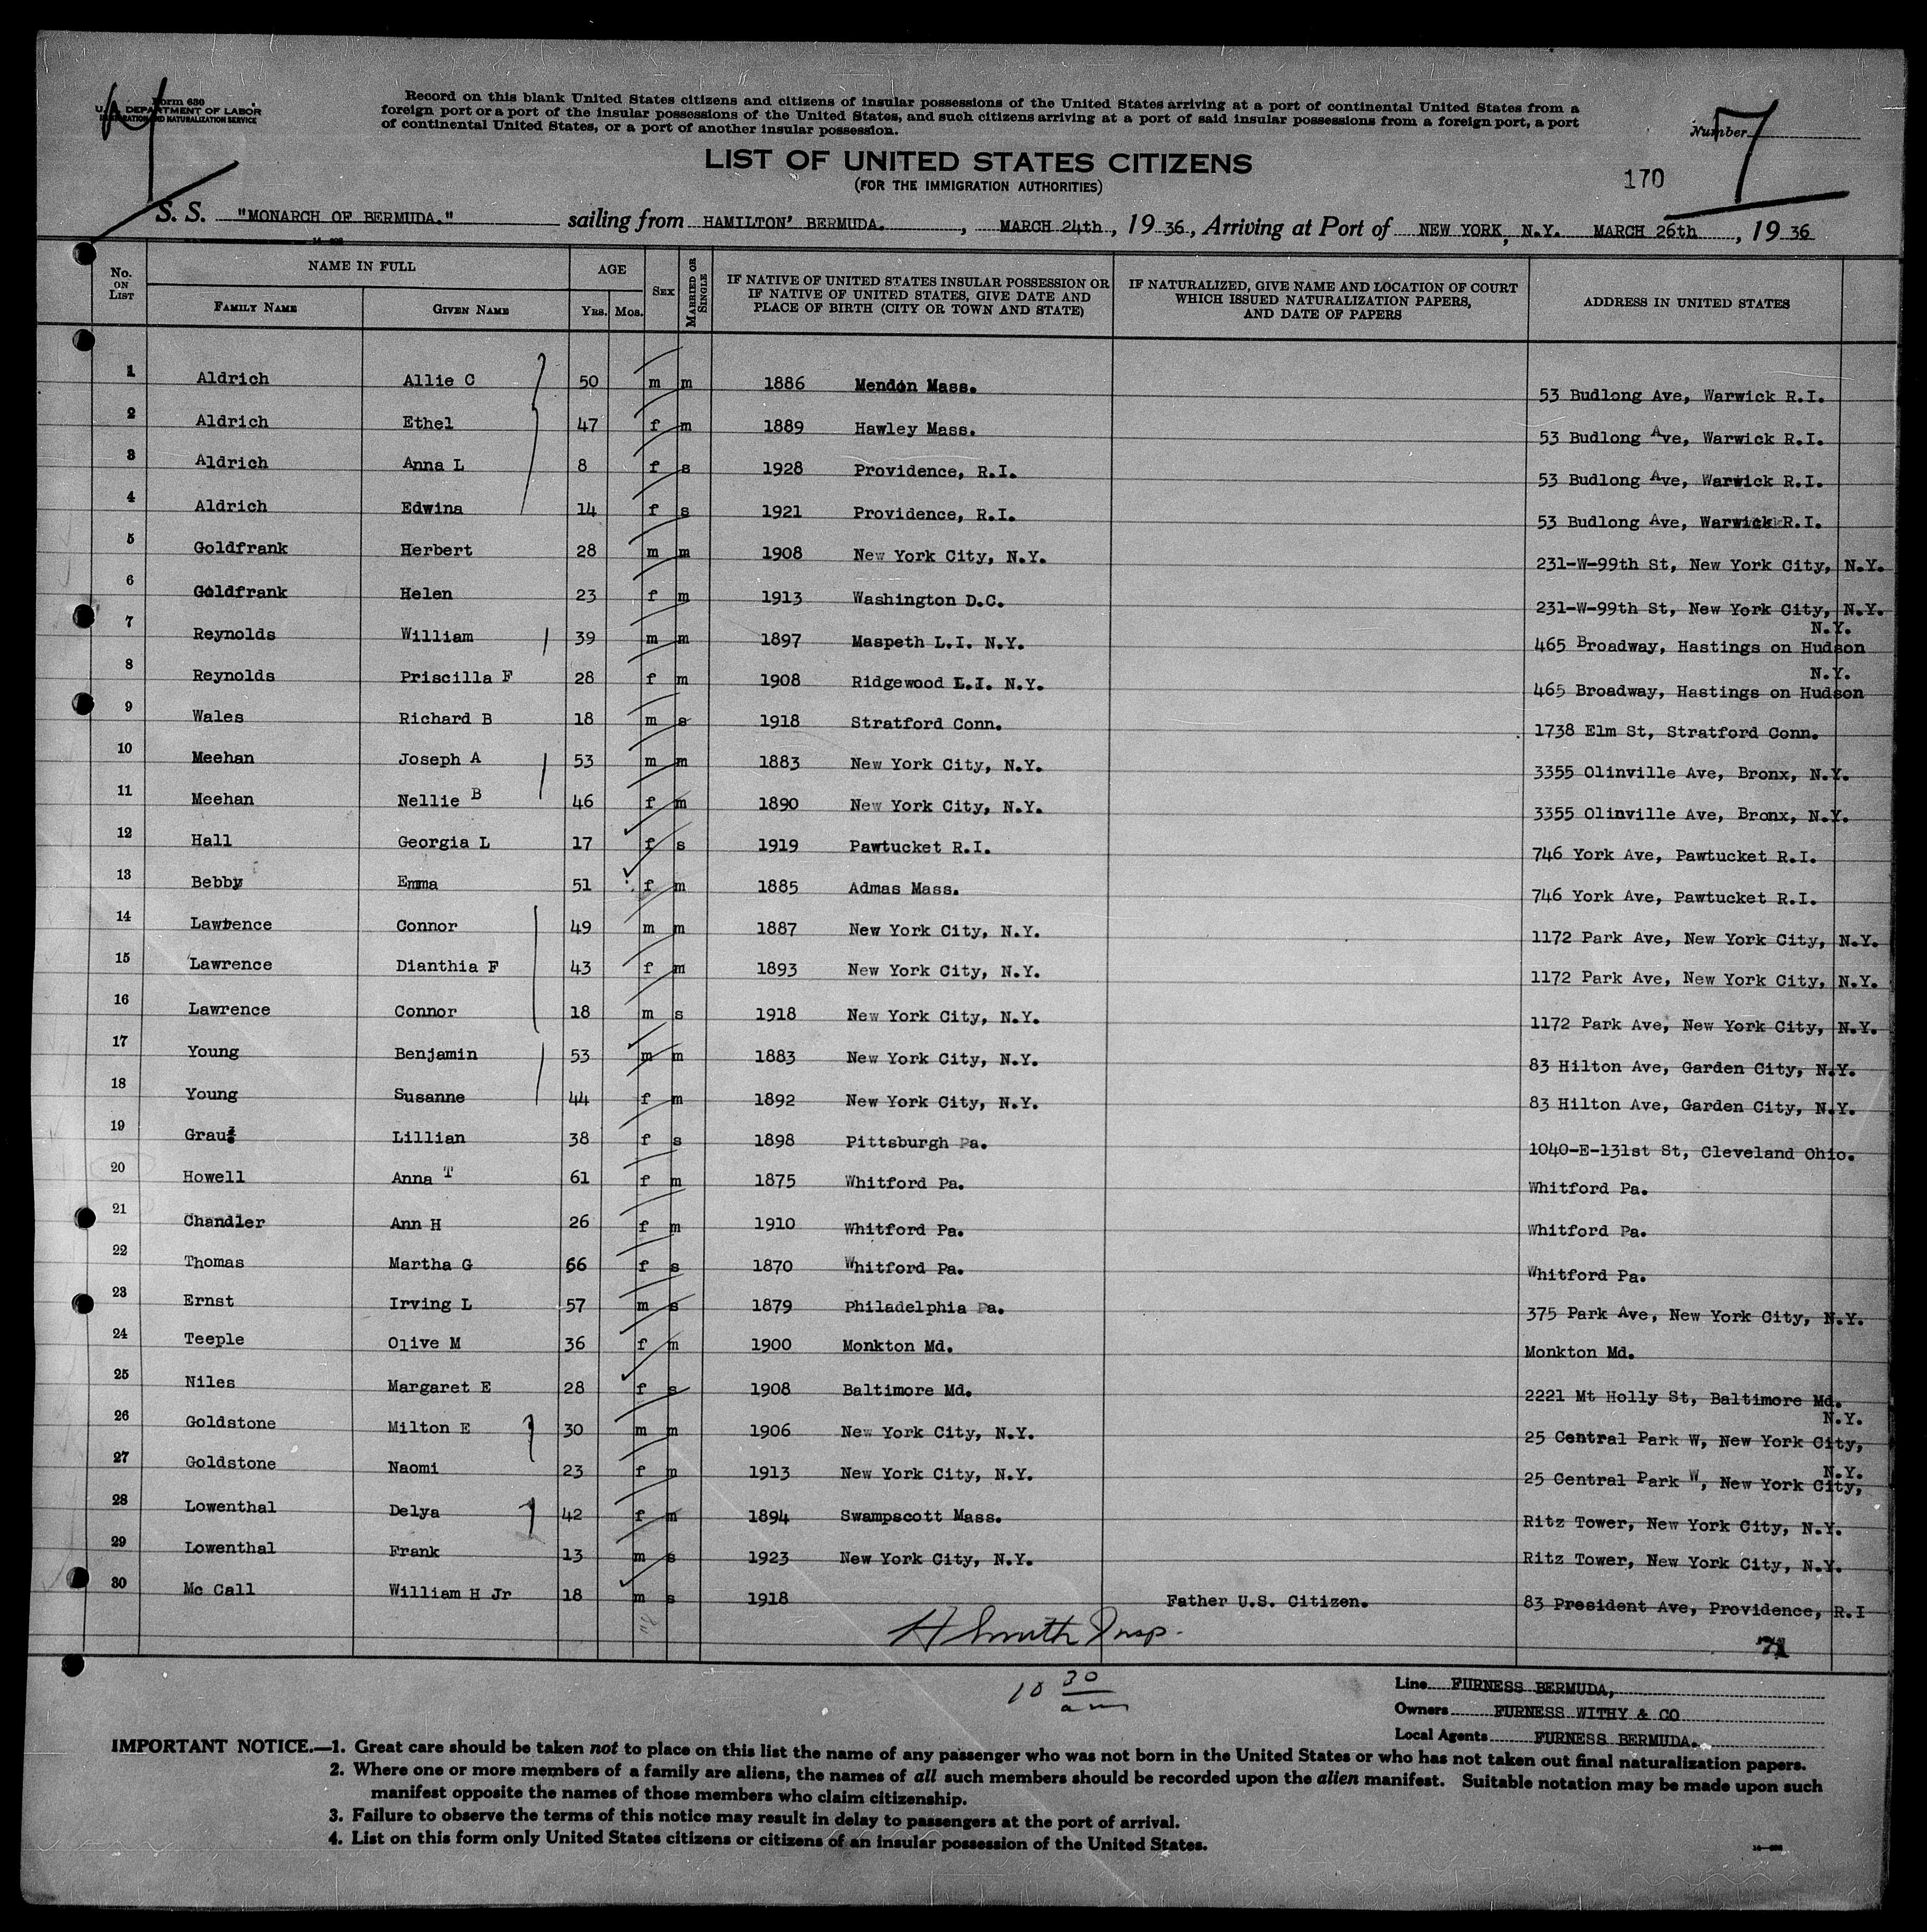 Form 630
U. S. DEPARTMENT OF LABOR
IMMIGRATION AND NATURALIZATION SERVICE
Record on this blank United States citizens and citizens of insular possessions of the United States arriving at a port of continental United States from a
foreign port or a port of the insular possessions of the United States, and such citizens arriving at a port of said insular possessions from a foreign port, a port
of continental United States, or a port of another insular possession.
Number 7
LIST OF UNITED STATES CITIZENS
(FOR THE IMMIGRATION AUTHORITIES)
170
S. S. "MONARCH OF BERMUDA." sailing from HAMILTON' BERMUDA. , MARCH 24th , 19 36 , Arriving at Port of NEW YORK, N.Y. MARCH 26th , 19 36
No. ON LIST NAME IN FULL AGE SEX MARRIED OR SINGLE IF NATIVE OF UNITED STATES INSULAR POSSESSION OR IF NATIVE OF UNITED STATES, GIVE DATE AND PLACE OF BIRTH (CITY OR TOWN AND STATE) IF NATURALIZED, GIVE NAME AND LOCATION OF COURT WHICH ISSUED NATURALIZATION PAPERS, AND DATE OF PAPERS ADDRESS IN UNITED STATES
FAMILY NAME GIVEN NAME YRS. MOS.
1 Aldrich Allie C 50 m m 1886 Mendon Mass. 53 Budlong Ave, Warwick R.I.
2 Aldrich Ethel 47 f m 1889 Hawley Mass. 53 Budlong Ave, Warwick R.I.
3 Aldrich Anna L 8 f s 1928 Providence, R.I. 53 Budlong Ave, Warwick R.I.
4 Aldrich Edwina 14 f s 1921 Providence, R.I. 53 Budlong Ave, Warwick R.I.
5 Goldfrank Herbert 28 m m 1908 New York City, N.Y. 231-W-99th St, New York City, N.Y.
6 Goldfrank Helen 23 f m 1913 Washington D.C. 231-W-99th St, New York City, N.Y.
7 Reynolds William 39 m m 1897 Maspeth L.I. N.Y. 465 Broadway, Hastings on Hudson N.Y.
8 Reynolds Priscilla F 28 f m 1908 Ridgewood L.I. N.Y. 465 Broadway, Hastings on Hudson N.Y.
9 Wales Richard B 18 m s 1918 Stratford Conn. 1738 Elm St, Stratford Conn.
10 Meehan Joseph A 53 m m 1883 New York City, N.Y. 3355 Olinville Ave, Bronx, N.Y.
11 Meehan Nellie B 46 f m 1890 New York City, N.Y. 3355 Olinville Ave, Bronx, N.Y.
12 Hall Georgia L 17 f s 1919 Pawtucket R.I. 746 York Ave, Pawtucket R.I.
13 Bebby Emma 51 f m 1885 Admas Mass. 746 York Ave, Pawtucket R.I.
14 Lawrence Connor 49 m m 1887 New York City, N.Y. 1172 Park Ave, New York City, N.Y.
15 Lawrence Dianthia F 43 f m 1893 New York City, N.Y. 1172 Park Ave, New York City, N.Y.
16 Lawrence Connor 18 m s 1918 New York City, N.Y. 1172 Park Ave, New York City, N.Y.
17 Young Benjamin 53 m m 1883 New York City, N.Y. 83 Hilton Ave, Garden City, N.Y.
18 Young Susanne 44 f m 1892 New York City, N.Y. 83 Hilton Ave, Garden City, N.Y.
19 Lillian 38 f s 1898 Pittsburgh Pa. 1040-E-131st St, Cleveland Ohio.
20 Howell Anna T 61 f m 1875 Whitford Pa. Whitford Pa.
21 Chandler Ann H 26 f m 1910 Whitford Pa. Whitford Pa.
22 Thomas Martha G 66 f s 1870 Whitford Pa. Whitford Pa.
23 Ernst Irving L 57 m s 1879 Philadelphia Pa. 375 Park Ave, New York City, N.Y.
24 Teeple Olive M 36 f m 1900 Monkton Md. Monkton Md.
25 Niles Margaret E 28 f s 1908 Baltimore Md. 2221 Mt Holly St, Baltimore Md.
26 Goldstone Milton E 30 m m 1906 New York City, N.Y. 25 Central Park W, New York City, N.Y.
27 Goldstone Naomi 23 f m 1913 New York City, N.Y. 25 Central Park W, New York City, N.Y.
28 Lowenthal Delya 42 f m 1894 Swampscott Mass. Ritz Tower, New York City, N.Y.
29 Lowenthal Frank 13 m s 1923 New York City, N.Y. Ritz Tower, New York City, N.Y.
30 Mc Call William H Jr 18 m s 1918 Father U.S. Citizen. 83 President Ave, Providence, R.I
H Smith Insp.
71
10 30 am
Line FURNESS BERMUDA,
Owners FURNESS WITHY & CO
Local Agents FURNESS BERMUDA.
IMPORTANT NOTICE.—1. Great care should be taken not to place on this list the name of any passenger who was not born in the United States or who has not taken out final naturalization papers.
2. Where one or more members of a family are aliens, the names of all such members should be recorded upon the alien manifest. Suitable notation may be made upon such
manifest opposite the names of those members who claim citizenship.
3. Failure to observe the terms of this notice may result in delay to passengers at the port of arrival.
4. List on this form only United States citizens or citizens of an insular possession of the United States.